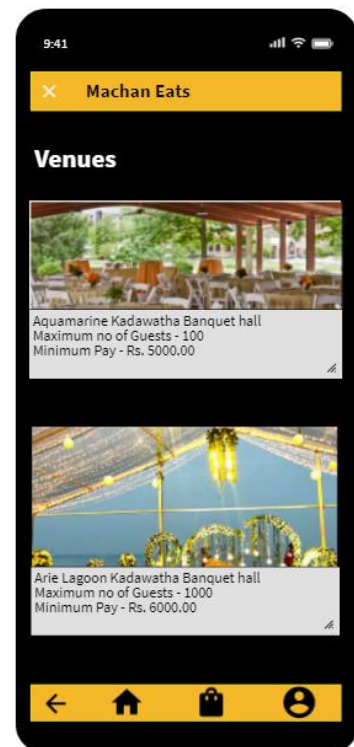 9:41
Machan Eats
Venues
Aquamarine Kadawatha Banquet hall
Maximum no of Guests - 100
Minimum Pay - Rs. 5000.00
Arie Lagoon Kadawatha Banquet hall
Maximum no of Guests - 1000
Minimum Pay - Rs. 6000.00